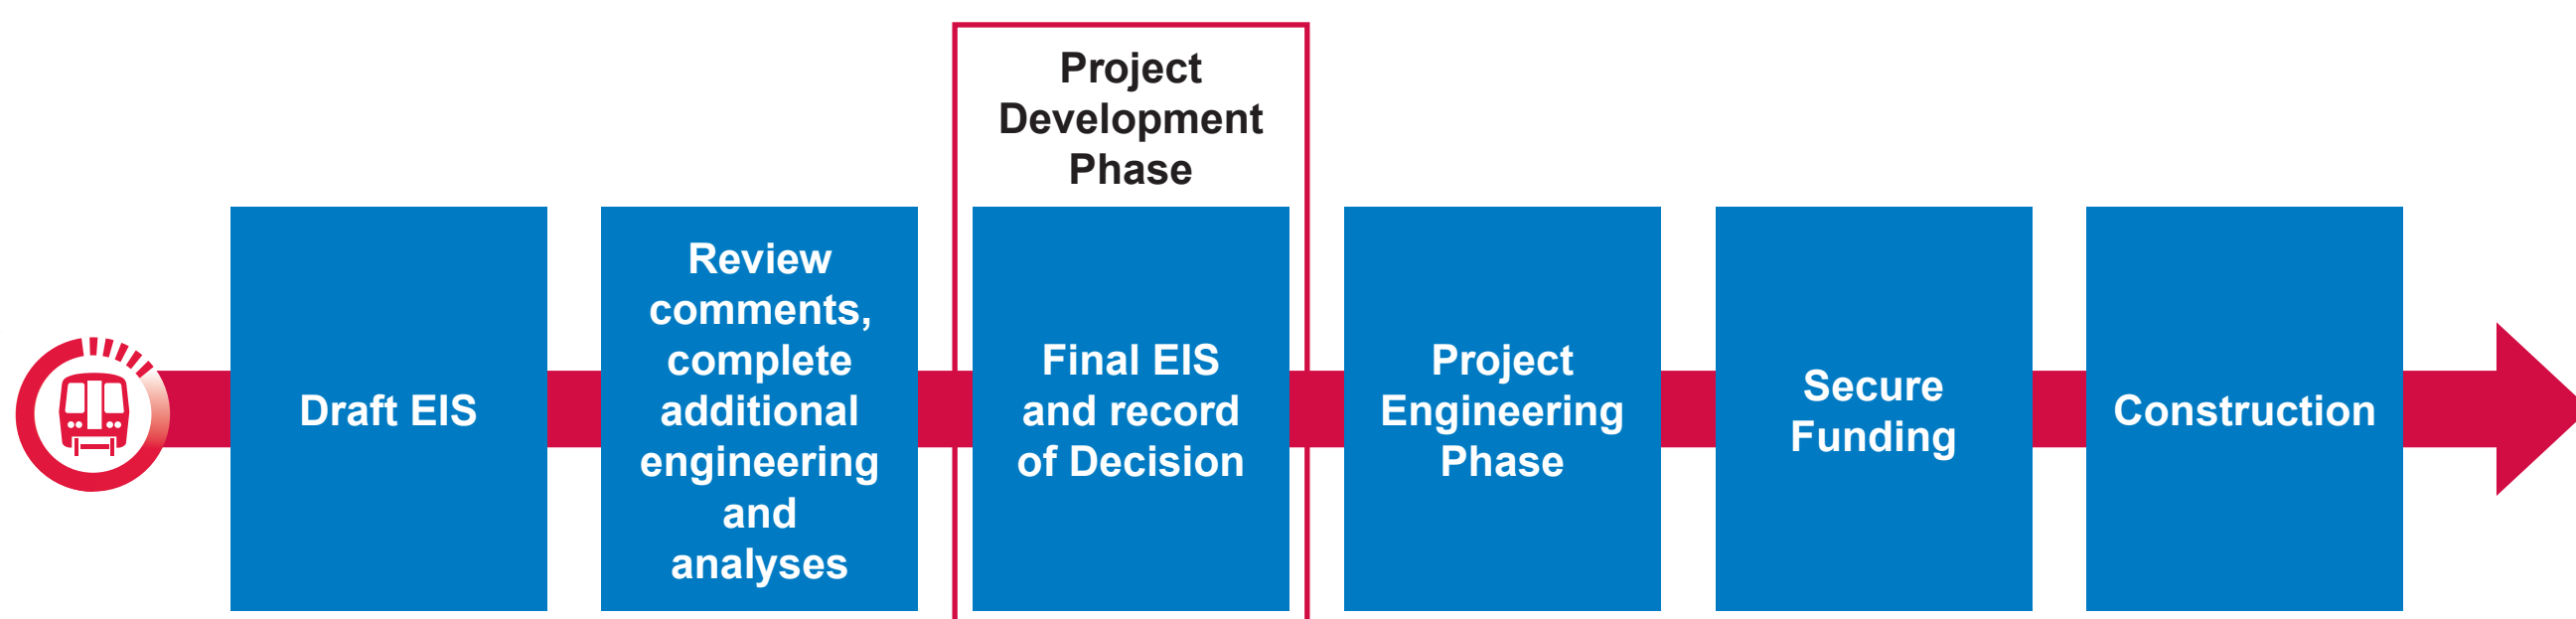 Project
Development
Phase
Draft EIS
Review
comments,
complete
additional
engineering
and
analyses
Final EIS
and record
of Decision
Project
Engineering
Phase
Secure
Funding
Construction